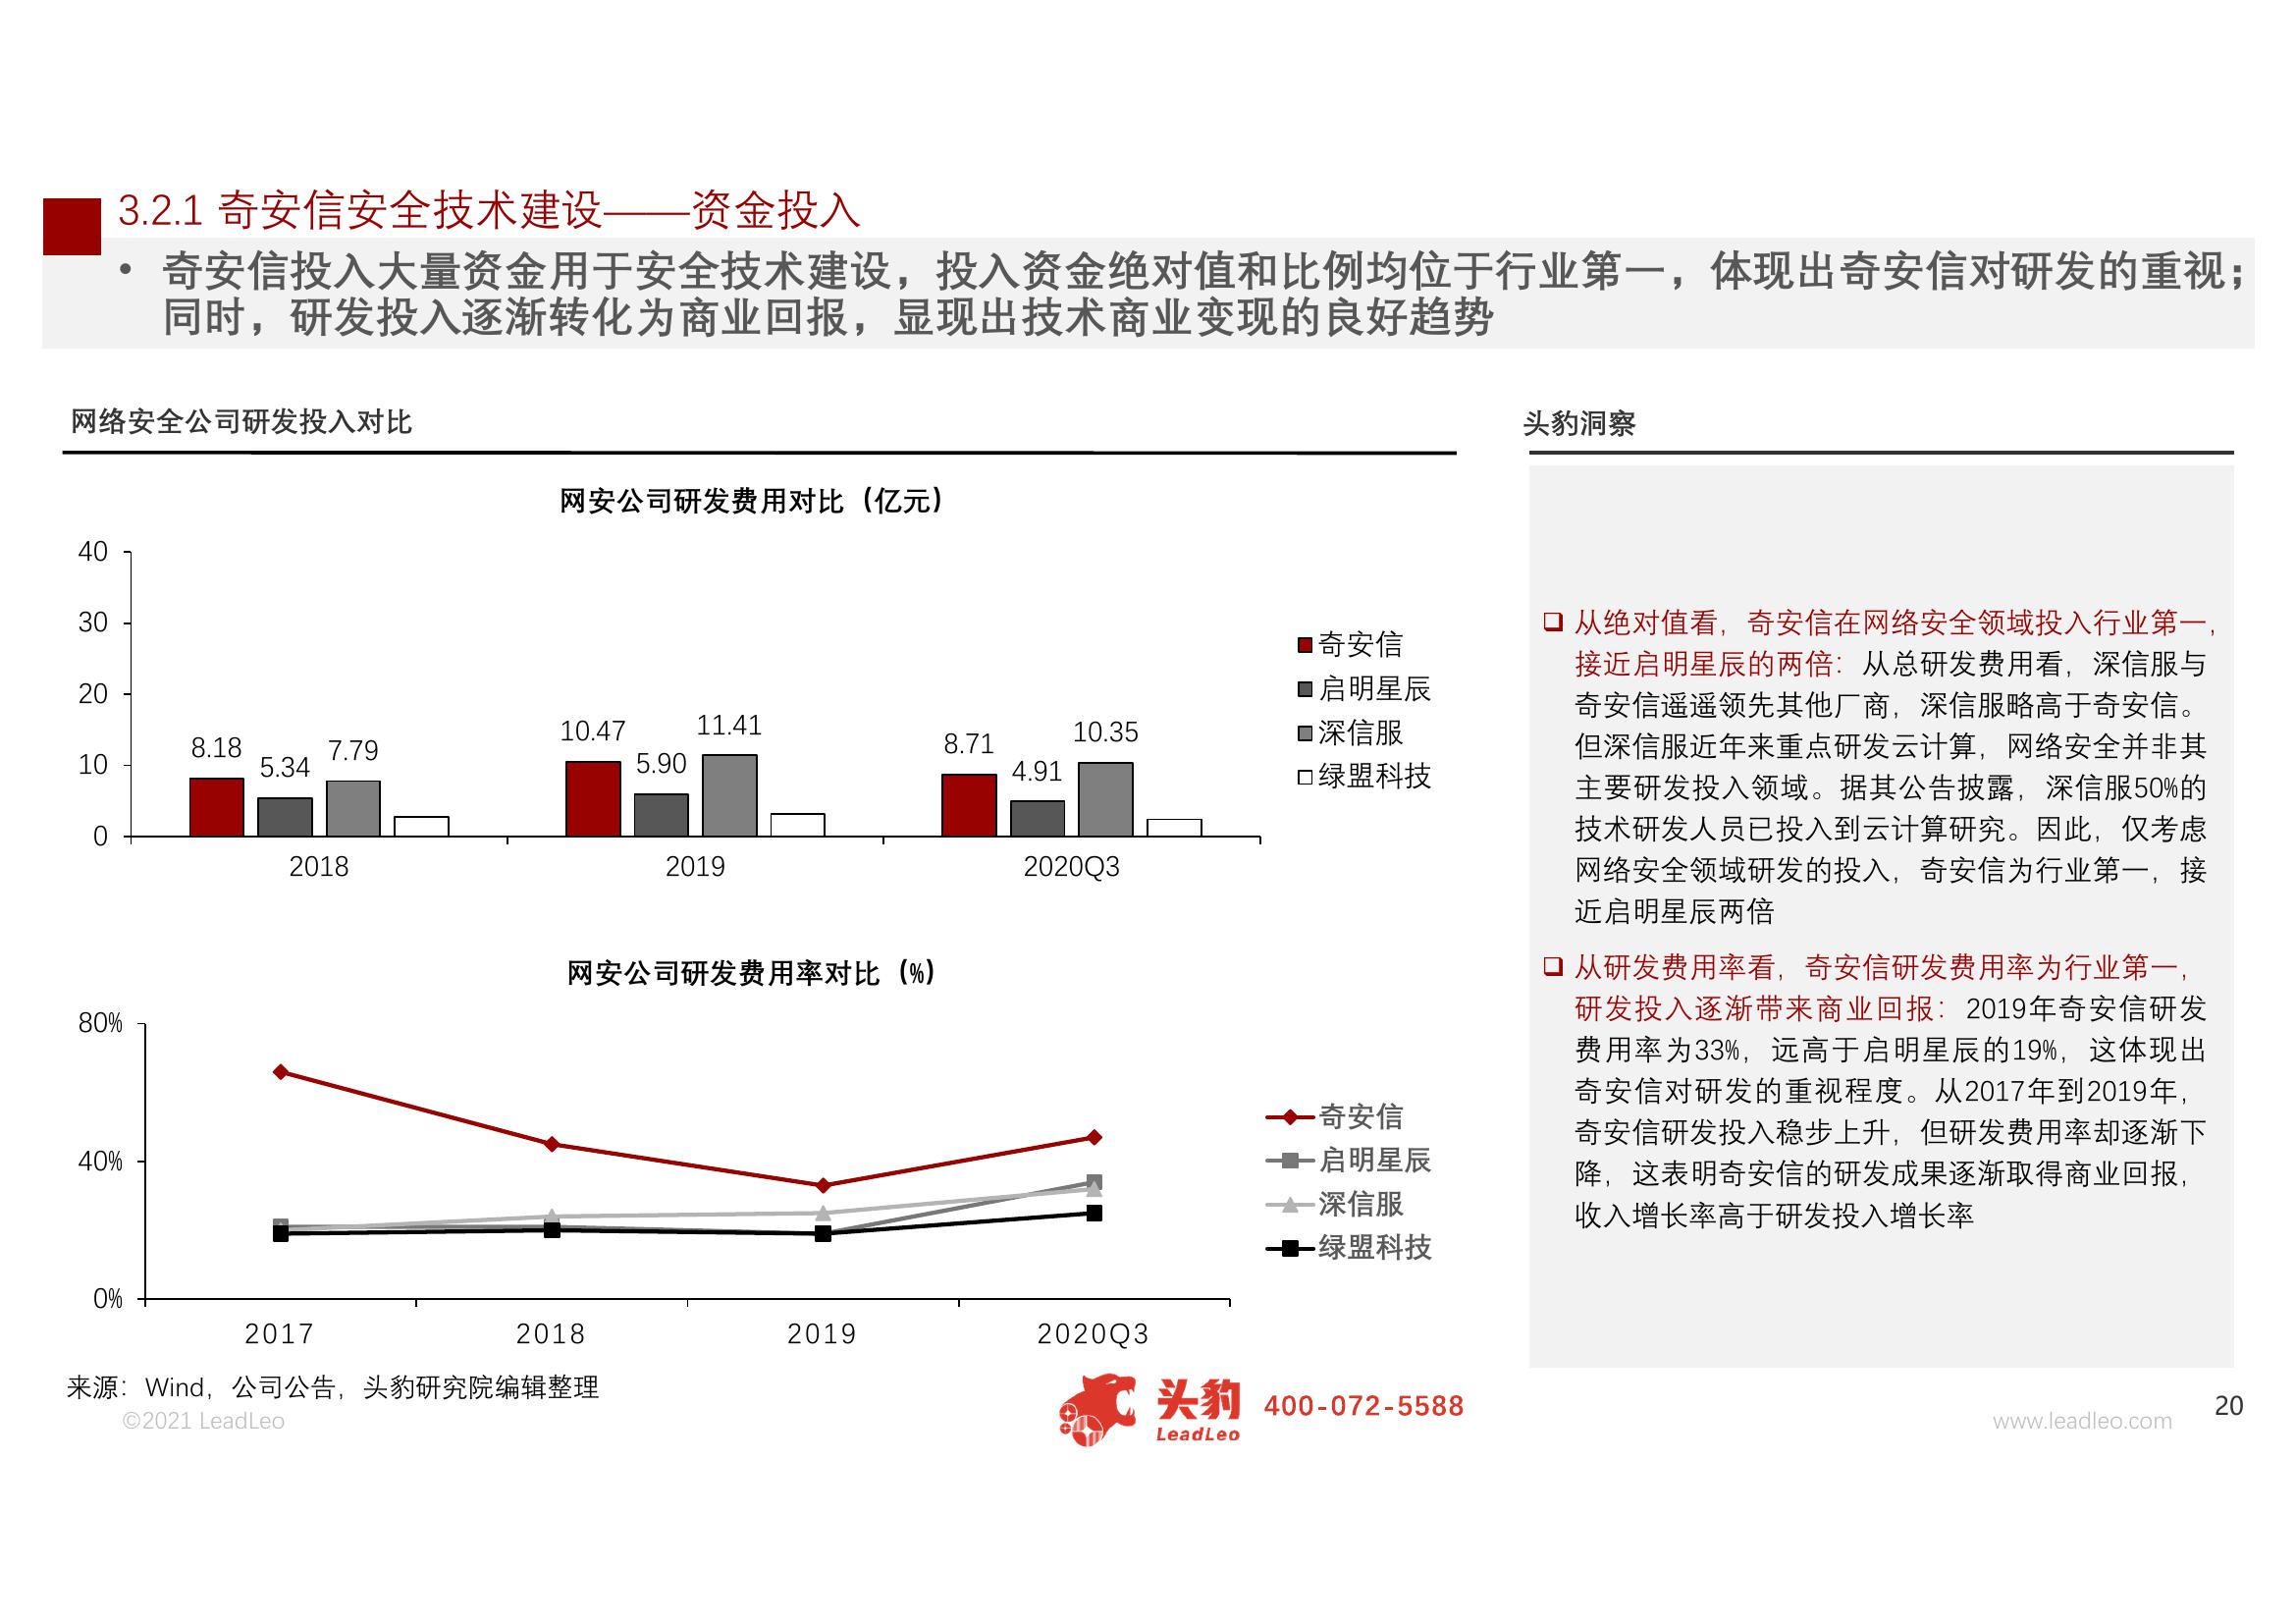 3.2.1 奇安信安全技术建设——资金投入
• 奇安信投入大量资金用于安全技术建设，投入资金绝对值和比例均位于行业第一，体现出奇安信对研发的重视；
同时，研发投入逐渐转化为商业回报，显现出技术商业变现的良好趋势
网络安全公司研发投入对比
网安公司研发费用对比（亿元）
40
30
20
10
0
8.18
5.34
7.79
10.47
5.90
11.41
8.71
4.91
10.35
2018
2019
2020Q3
奇安信
启明星辰
深信服
绿盟科技
网安公司研发费用率对比（%）
80%
40%
0%
2017
2018
2019
2020Q3
奇安信
启明星辰
深信服
绿盟科技
来源：Wind，公司公告，头豹研究院编辑整理
头豹洞察
❑ 从绝对值看，奇安信在网络安全领域投入行业第一，
接近启明星辰的两倍：从总研发费用看，深信服与
奇安信遥遥领先其他厂商，深信服略高于奇安信。
但深信服近年来重点研发云计算，网络安全并非其
主要研发投入领域。据其公告披露，深信服50%的
技术研发人员已投入到云计算研究。因此，仅考虑
网络安全领域研发的投入，奇安信为行业第一，接
近启明星辰两倍
❑ 从研发费用率看，奇安信研发费用率为行业第一，
研发投入逐渐带来商业回报：2019年奇安信研发
费用率为33%，远高于启明星辰的19%，这体现出
奇安信对研发的重视程度。从2017年到2019年，
奇安信研发投入稳步上升，但研发费用率却逐渐下
降，这表明奇安信的研发成果逐渐取得商业回报，
收入增长率高于研发投入增长率
©2021 LeadLeo
头豹
LeadLeo
400-072-5588
www.leadleo.com
20